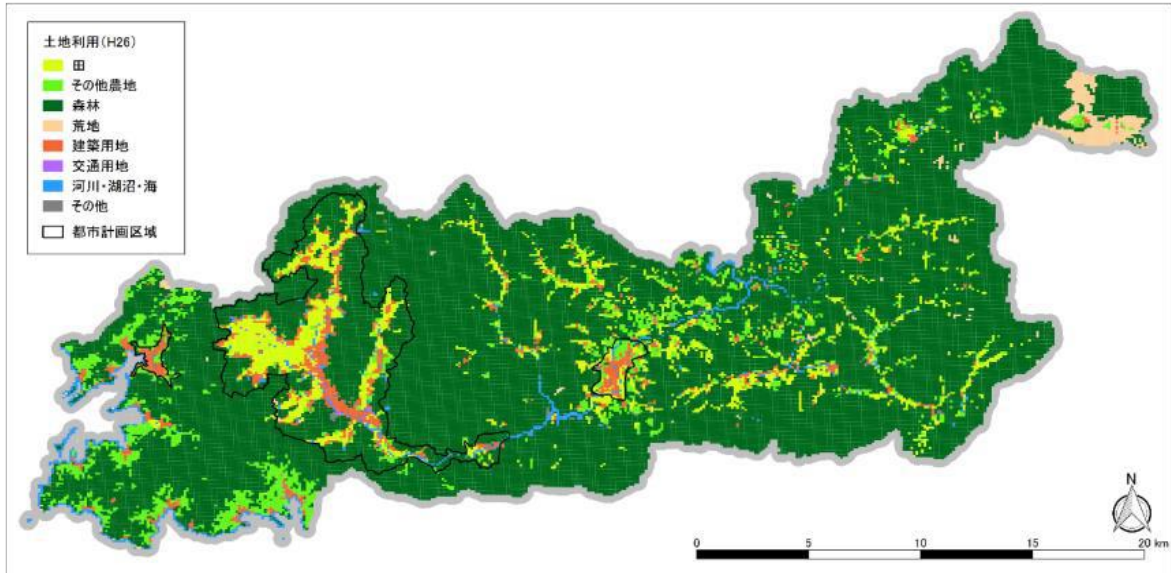 土地利用(H26)
田
その他農地
森林
荒地
建築用地
交通用地
河川・湖沼・海
その他
都市計画区域
N
0 5 10 15 20 km